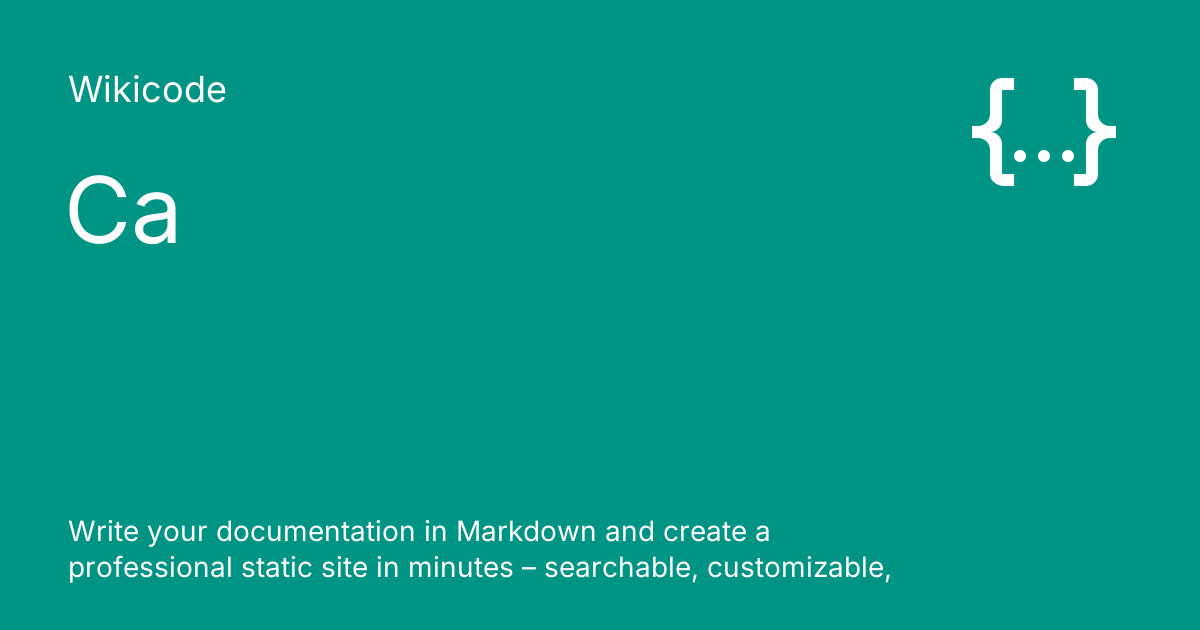 Wikicode
{...}
Ca
Write your documentation in Markdown and create a
professional static site in minutes – searchable, customizable,